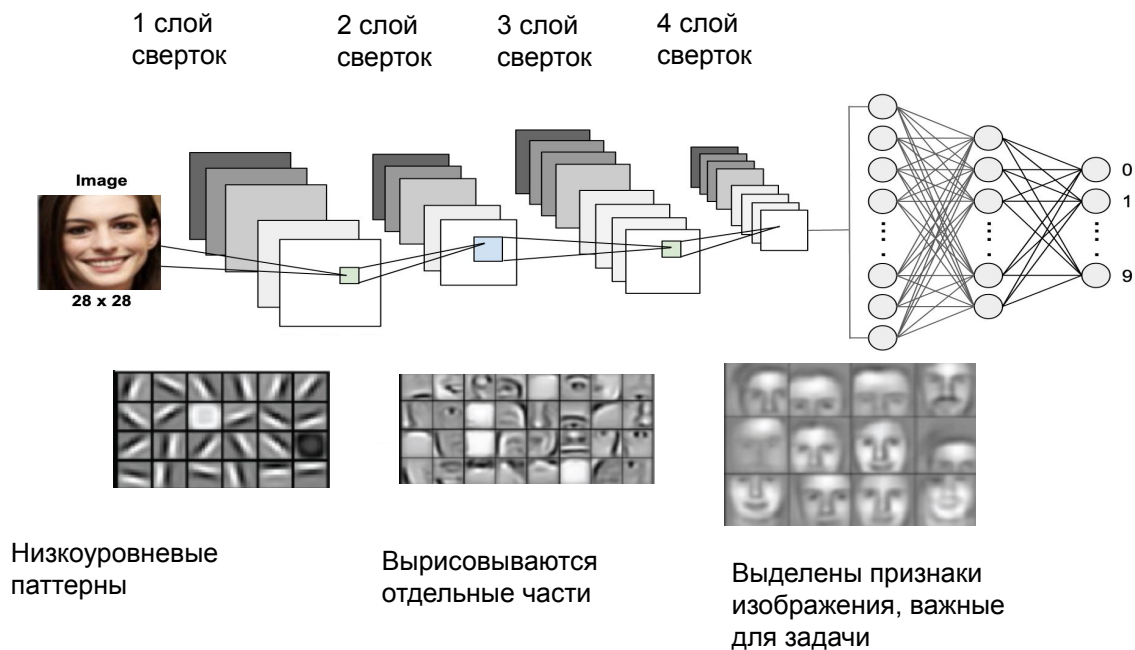 1 слой
сверток
2 слой
сверток
3 слой
сверток
4 слой
сверток
Image
28 x 28
0
1
9
Низкоуровневые
паттерны
Вырисовываются
отдельные части
Выделены признаки
изображения, важные
для задачи